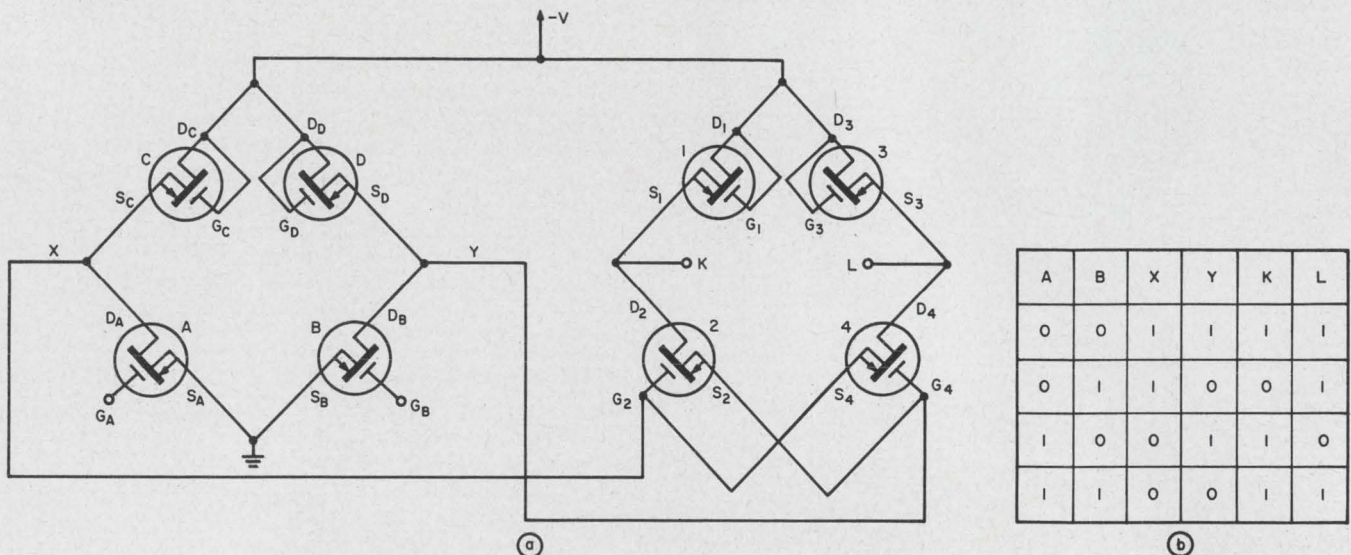 -V
D_C
D_D
C
D
S_C
S_D
G_C
G_D
X
Y
D_A
A
B
D_B
G_A
S_A
S_B
G_B
D_1
D_3
1
3
S_1
S_3
G_1
G_3
K
L
D_2
2
4
D_4
G_2
S_2
S_4
G_4
a
A B X Y K L
0 0 1 1 1 1
0 1 1 0 0 1
1 0 0 1 1 0
1 1 0 0 1 1
b